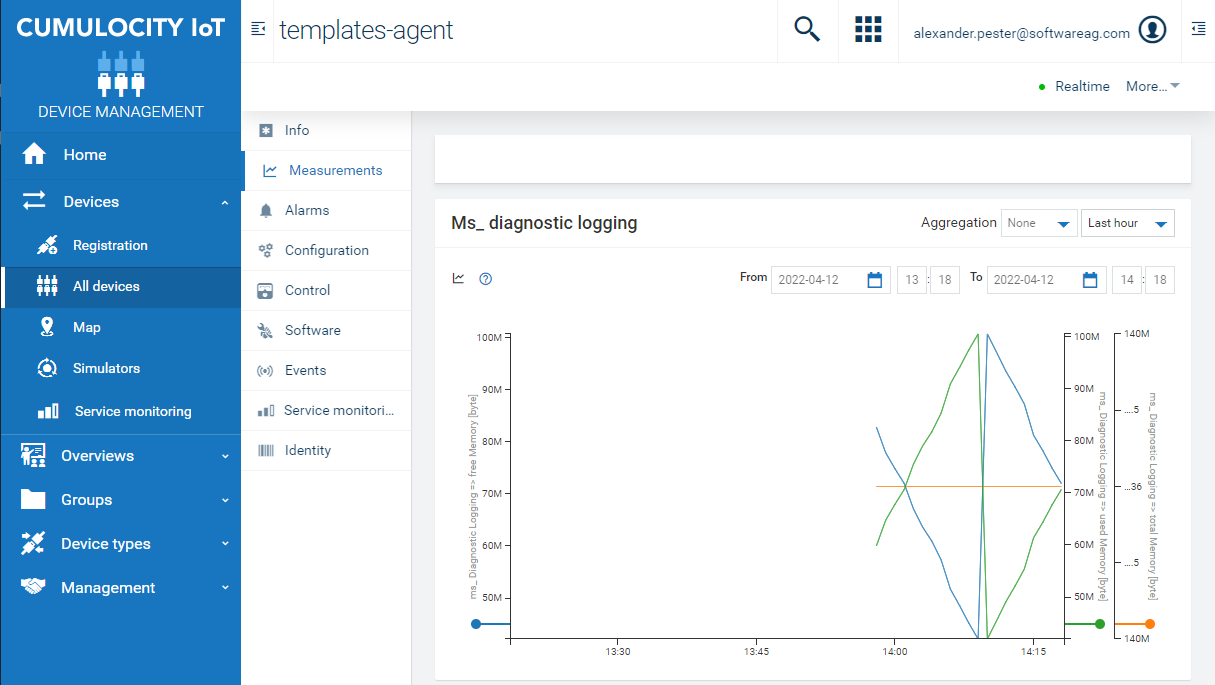 CUMULOCITY IoT
DEVICE MANAGEMENT
Home
Devices
Registration
All devices
Map
Simulators
Service monitoring
Overviews
Groups
Device types
Management
templates-agent
alexander.pester@softwareag.com
Realtime More...
Info
Measurements
Alarms
Configuration
Control
Software
Events
Service monitori...
Identity
Ms_ diagnostic logging
Aggregation None Last hour
From 2022-04-12 13 : 18 To 2022-04-12 14 : 18
ms_ Diagnostic Logging => free Memory [byte]
100M
90M
80M
70M
60M
50M
13:30 13:45 14:00 14:15
100M
90M
80M
70M
60M
50M
ms_ Diagnostic Logging => used Memory [byte]
140M
....5
...36
....5
140M
ms_ Diagnostic Logging => total Memory [byte]